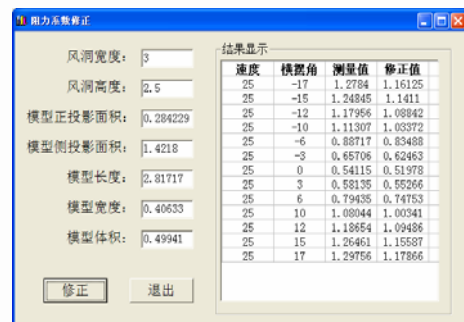 阻力系数修正
风洞宽度： 3
风洞高度： 2.5
模型正投影面积： 0.284229
模型侧投影面积： 1.4218
模型长度： 2.81717
模型宽度： 0.40633
模型体积： 0.49941
修正 退出
结果显示
速度 横摆角 测量值 修正值
25 -17 1.2784 1.16125
25 -15 1.24845 1.1411
25 -12 1.17956 1.08842
25 -10 1.11307 1.03372
25 -6 0.88717 0.83488
25 -3 0.65706 0.62463
25 0 0.54115 0.51978
25 3 0.58135 0.55266
25 6 0.79435 0.74753
25 10 1.08044 1.00341
25 12 1.18654 1.09486
25 15 1.26461 1.15587
25 17 1.29756 1.17866